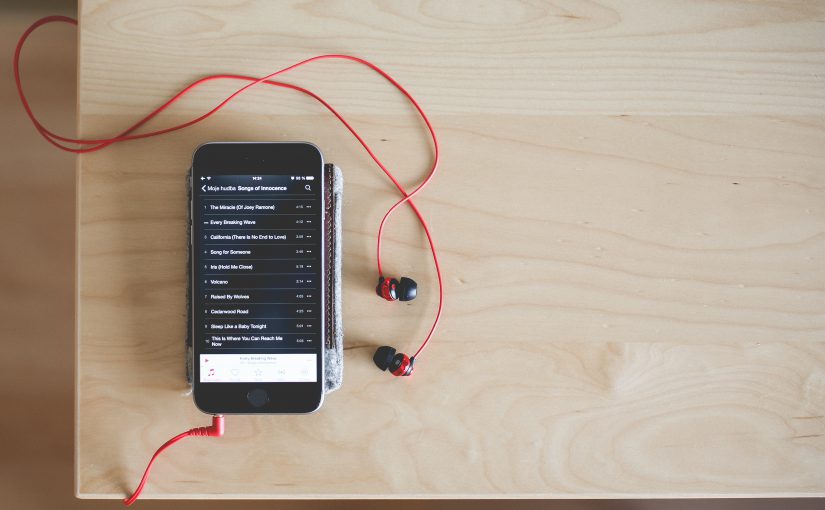 14:24
95 %
Moje hudba Songs of Innocence
1 The Miracle (Of Joey Ramone) 4:15
Every Breaking Wave 4:12
3 California (There Is No End to Love) 3:59
4 Song for Someone 3:46
5 Iris (Hold Me Close) 5:19
6 Volcano 3:14
7 Raised By Wolves 4:05
8 Cedarwood Road 4:25
9 Sleep Like a Baby Tonight 5:01
10 This Is Where You Can Reach Me
Now 5:05
Every Breaking Wave